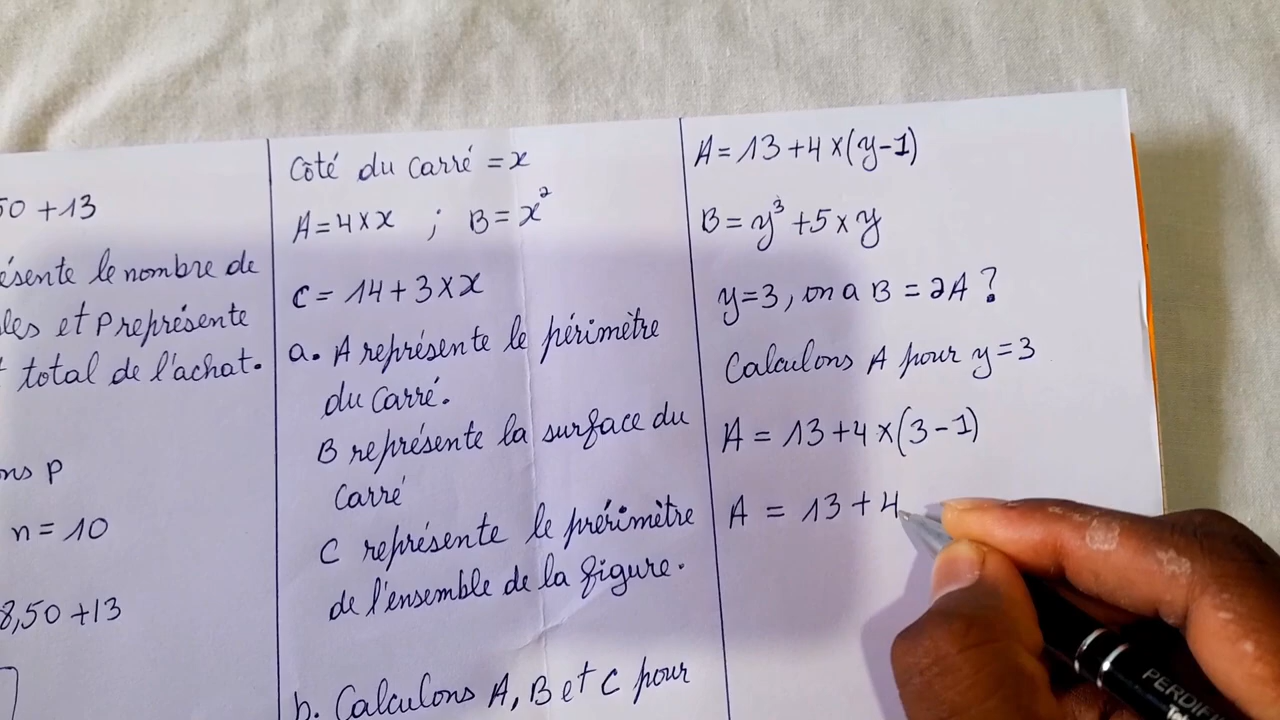 50 + 13
ésente le nombre de
les et P représente
t total de l'achat.
ons P
n = 10
8,50 + 13
Côté du Carré = x
A = 4 × x ; B = x²
C = 14 + 3 × x
a. A représente le périmètre
du Carré.
B représente la surface du
Carré
C représente le prérimètre
de l'ensemble de la figure.
b. Calculons A, B et C pour
A = 13 + 4 × (y - 1)
B = y³ + 5 × y
y = 3, on a B = 2A ?
Calculons A pour y = 3
A = 13 + 4 × (3 - 1)
A = 13 + 4